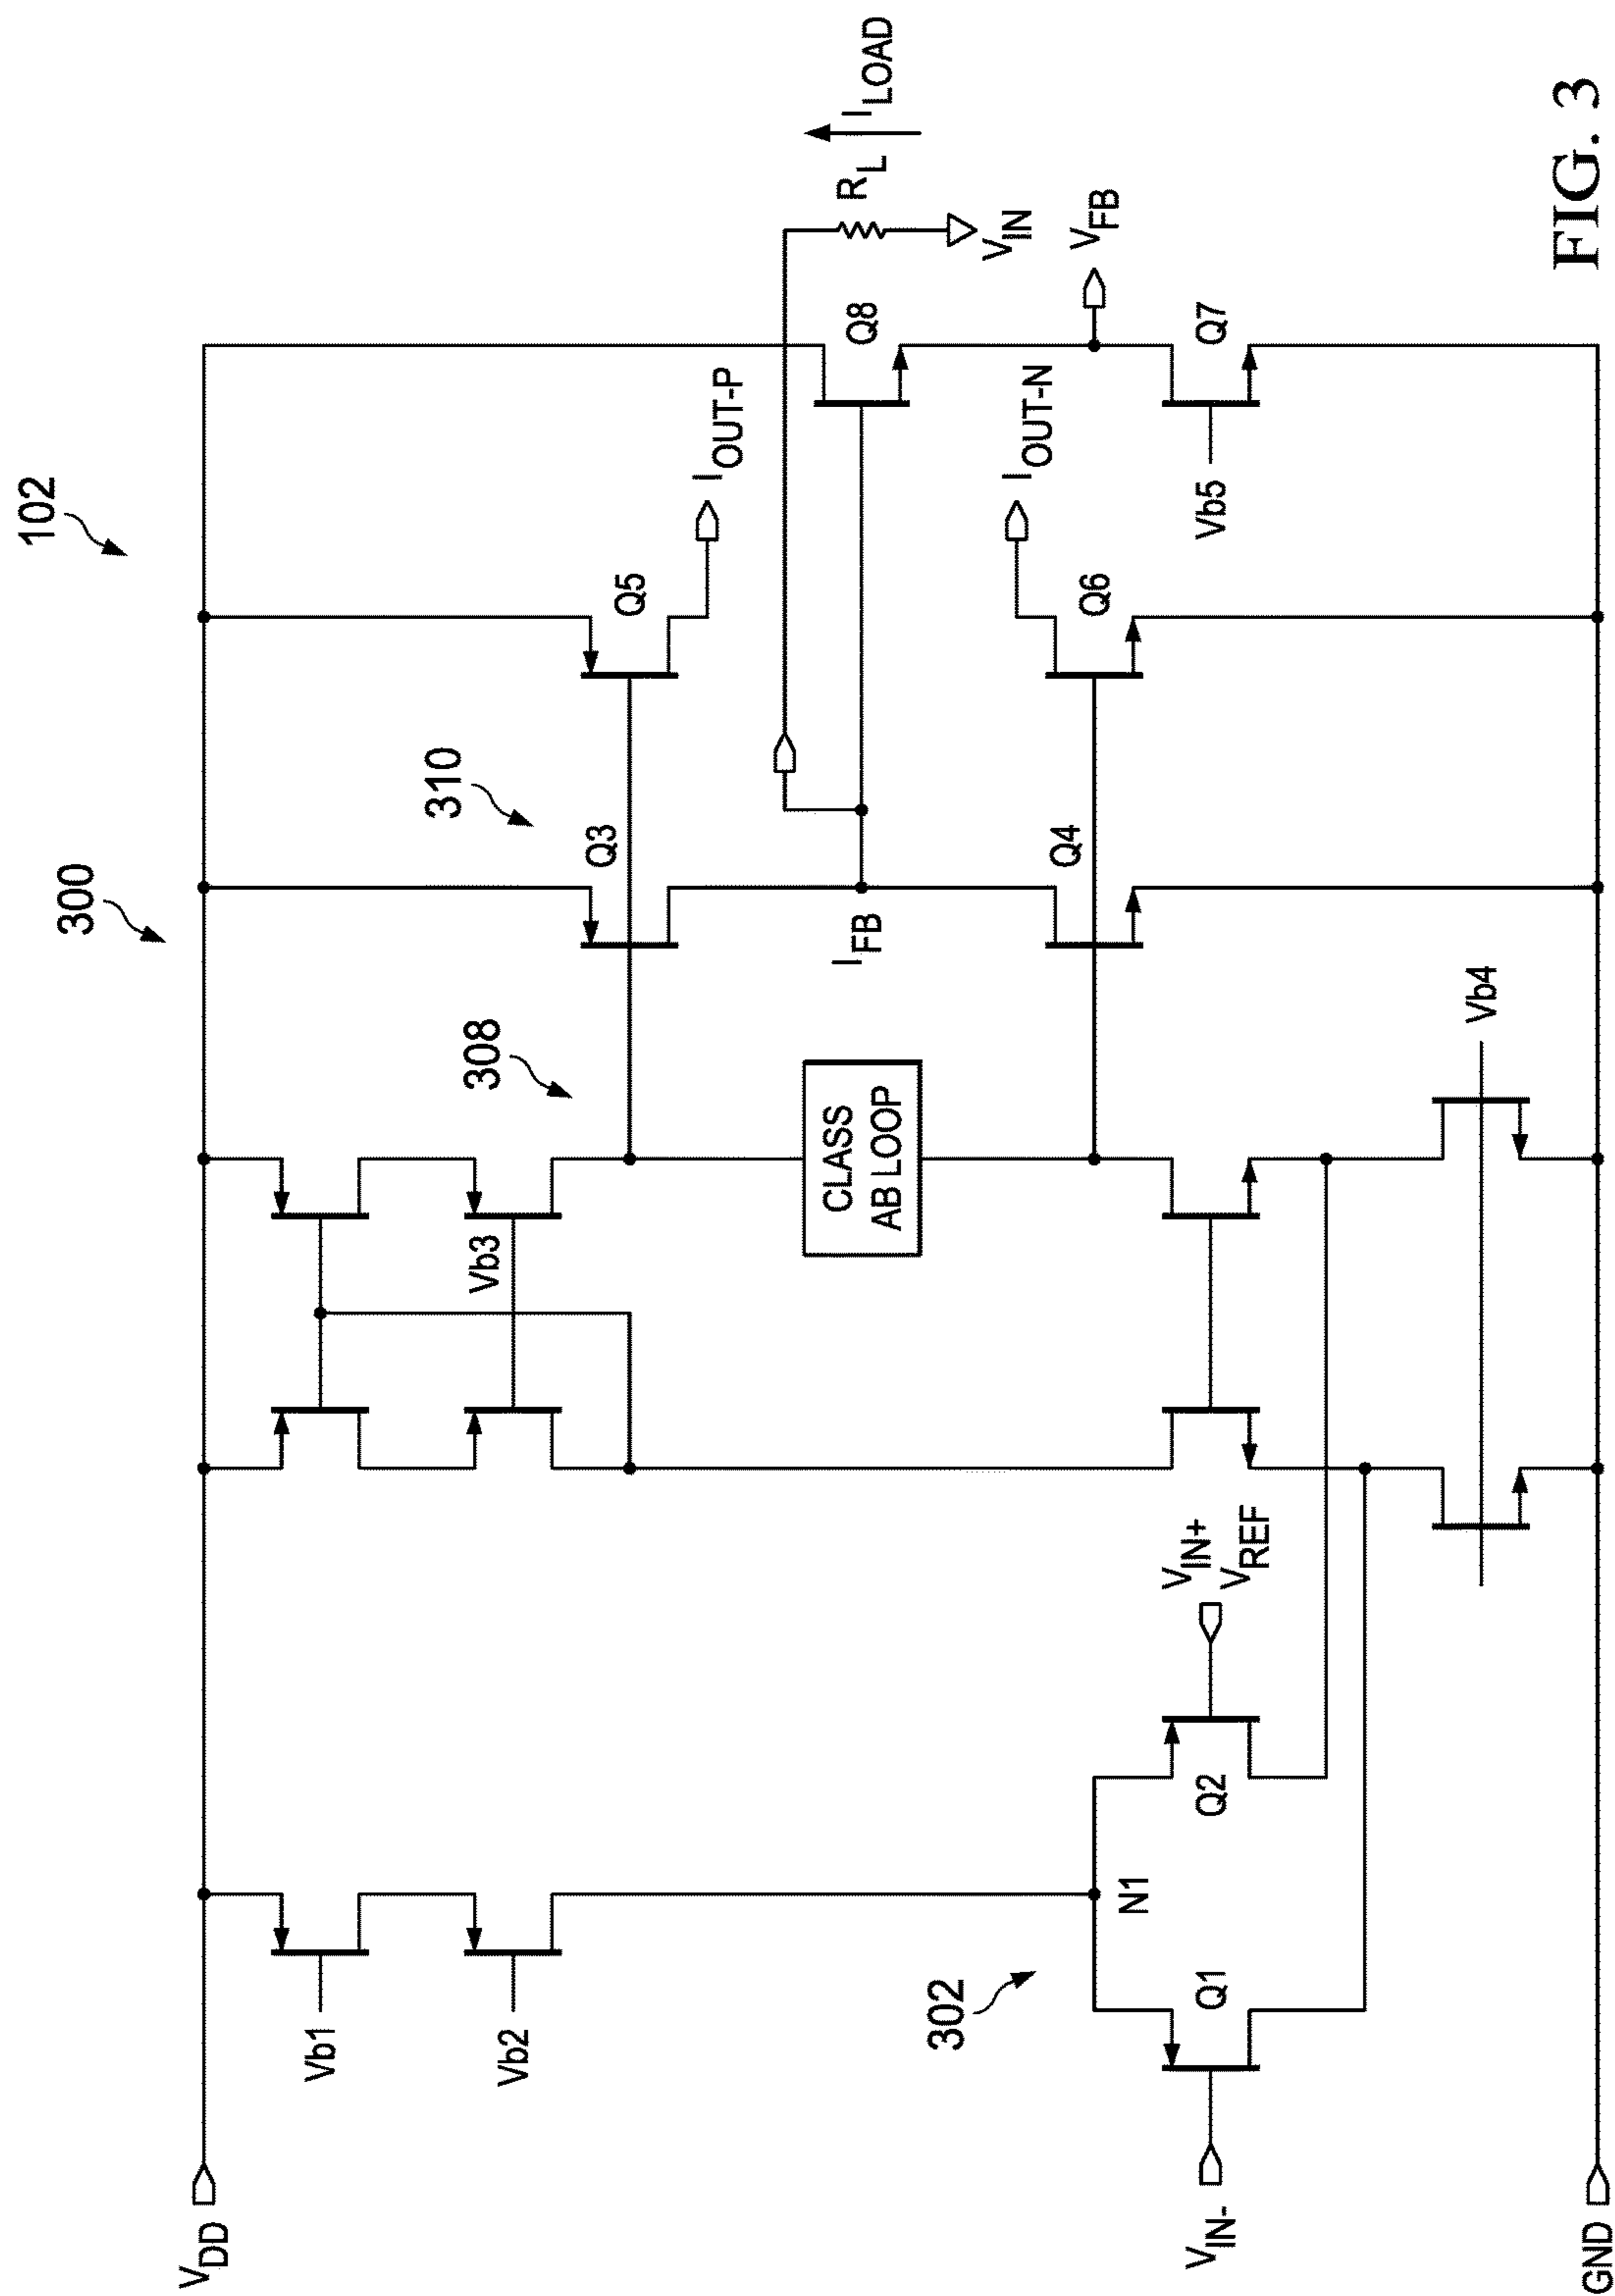 102
300
VDD
Vb1
310
308
Vb3
Vb2
Q3
Q5
IOUT-P
CLASS
AB LOOP
IFB
Q8
RL
ILOAD
302
VIN
IOUT-N
Q4
Q6
VFB
N1
VIN-
Q1
Q2
VIN+
VREF
Vb5
Q7
Vb4
GND
FIG. 3